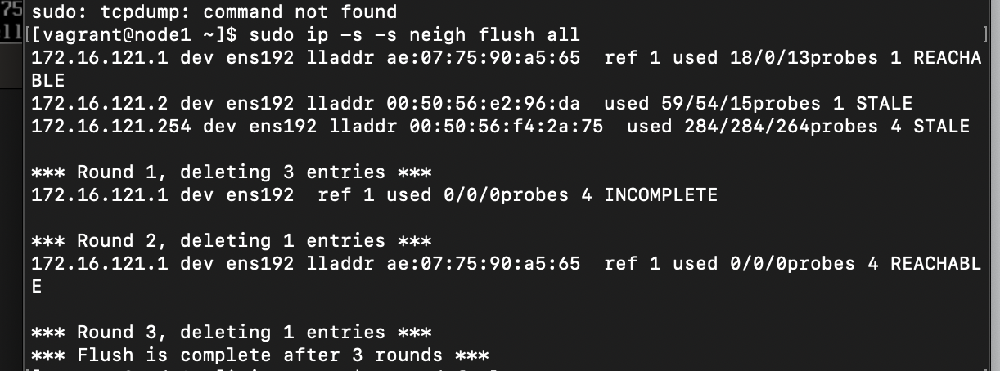 75
ell
sudo: tcpdump: command not found
[[vagrant@node1 ~]$ sudo ip -s -s neigh flush all ]
172.16.121.1 dev ens192 lladdr ae:07:75:90:a5:65  ref 1 used 18/0/13probes 1 REACHA
BLE
172.16.121.2 dev ens192 lladdr 00:50:56:e2:96:da  used 59/54/15probes 1 STALE
172.16.121.254 dev ens192 lladdr 00:50:56:f4:2a:75  used 284/284/264probes 4 STALE
*** Round 1, deleting 3 entries ***
172.16.121.1 dev ens192  ref 1 used 0/0/0probes 4 INCOMPLETE
*** Round 2, deleting 1 entries ***
172.16.121.1 dev ens192 lladdr ae:07:75:90:a5:65  ref 1 used 0/0/0probes 4 REACHABL
E
*** Round 3, deleting 1 entries ***
*** Flush is complete after 3 rounds ***